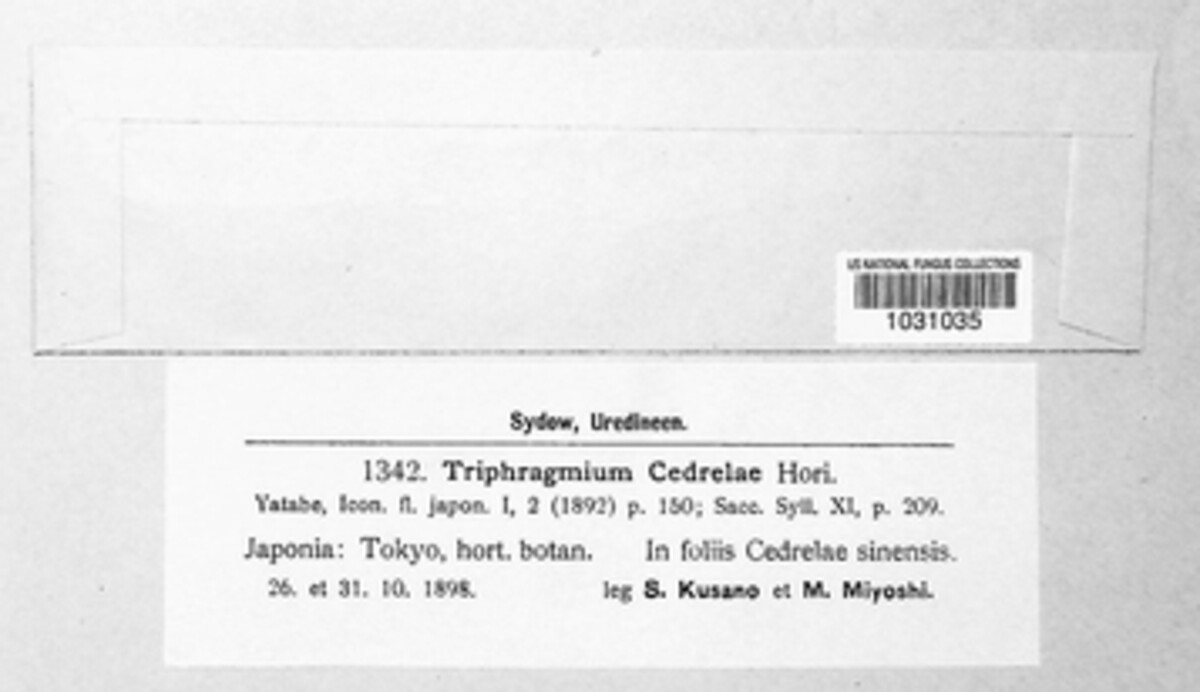 US NATIONAL FUNGUS COLLECTIONS
1031035
Sydow, Uredineen.
1342. Triphragmium Cedrelae Hori.
Yatabe, Icon. fl. japon. I, 2 (1892) p. 150; Sacc. Syll. XI, p. 209.
Japonia: Tokyo, hort. botan. In foliis Cedrelae sinensis.
26. et 31. 10. 1898. leg S. Kusano et M. Miyoshi.